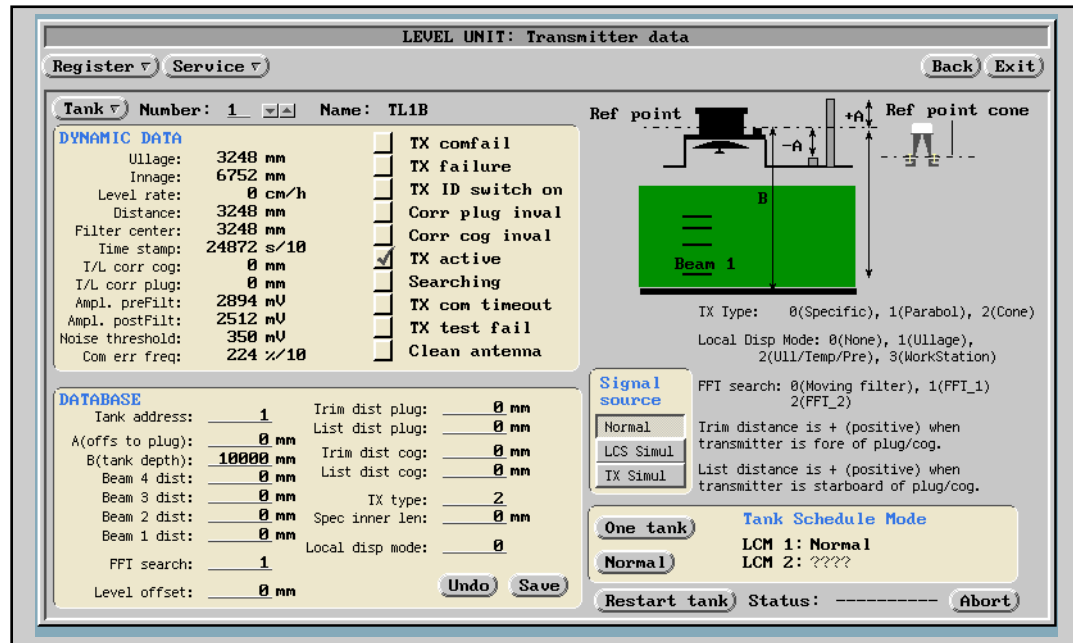 LEVEL UNIT: Transmitter data
Register Service Back Exit
Tank Number: 1 Name: TL1B
DYNAMIC DATA
Ullage: 3248 mm
Innage: 6752 mm
Level rate: 0 cm/h
Distance: 3248 mm
Filter center: 3248 mm
Time stamp: 24872 s/10
T/L corr cog: 0 mm
T/L corr plug: 0 mm
Ampl. preFilt: 2894 mV
Ampl. postFilt: 2512 mV
Noise threshold: 350 mV
Com err freq: 224 %/10
TX comfail
TX failure
TX ID switch on
Corr plug inval
Corr cog inval
TX active
Searching
TX com timeout
TX test fail
Clean antenna
Ref point +A Ref point cone
-A
B
Beam 1
TX Type: 0(Specific), 1(Parabol), 2(Cone)
Local Disp Mode: 0(None), 1(Ullage),
2(Ull/Temp/Pre), 3(WorkStation)
FFT search: 0(Moving filter), 1(FFT_1)
2(FFT_2)
Trim distance is + (positive) when
transmitter is fore of plug/cog.
List distance is + (positive) when
transmitter is starboard of plug/cog.
DATABASE
Tank address: 1
A(offs to plug): 0 mm
B(tank depth): 10000 mm
Beam 4 dist: 0 mm
Beam 3 dist: 0 mm
Beam 2 dist: 0 mm
Beam 1 dist: 0 mm
FFT search: 1
Level offset: 0 mm
Trim dist plug: 0 mm
List dist plug: 0 mm
Trim dist cog: 0 mm
List dist cog: 0 mm
TX type: 2
Spec inner len: 0 mm
Local disp mode: 0
Undo Save
Signal
source
Normal
LCS Simul
TX Simul
One tank Tank Schedule Mode
LCM 1: Normal
Normal LCM 2: ????
Restart tank Status: ---------- Abort